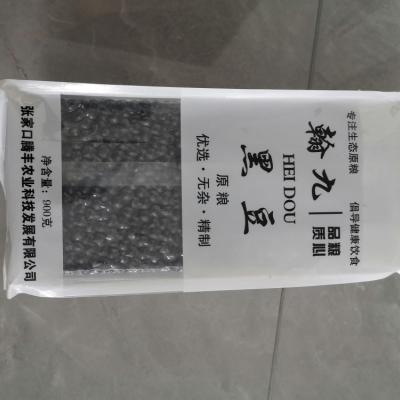 专注生态原粮 倡导健康饮食
翰九
品粮
质心
黑豆
HEI DOU
原粮
优选·无杂·精制
净含量:900克
张家口腾丰农业科技发展有限公司